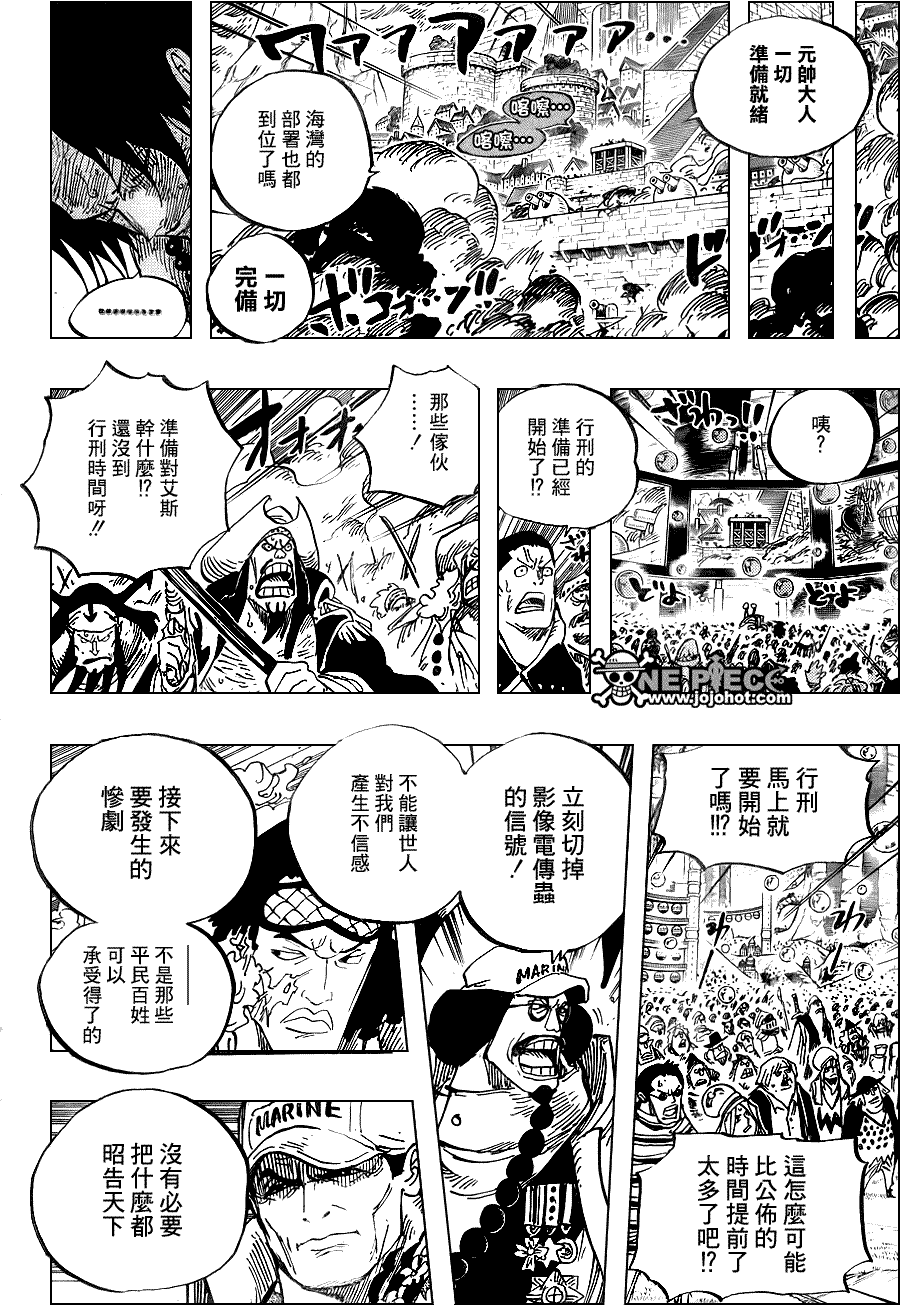 元帥大人
一切
準備就緒
ワァァァァァァ
喀嚓…
喀嚓…
海灣的
部署也都
到位了嗎
一切
完備
…………
咦？
行刑的
準備已經
開始了!?
那些傢伙
……！
準備對艾斯
幹什麼!?
還沒到
行刑時間呀!!
ONE PIECE
www.jojohot.com
行刑
馬上就
要開始
了嗎!!?
這怎麼可能
比公佈的
時間提前了
太多了吧!?
立刻切掉
影像電傳蟲
的信號！
不能讓世人
對我們
產生不信感
MARINE
接下來
要發生的
慘劇
不是那些
平民百姓
可以
承受得了的
沒有必要
把什麼都
昭告天下
MARINE